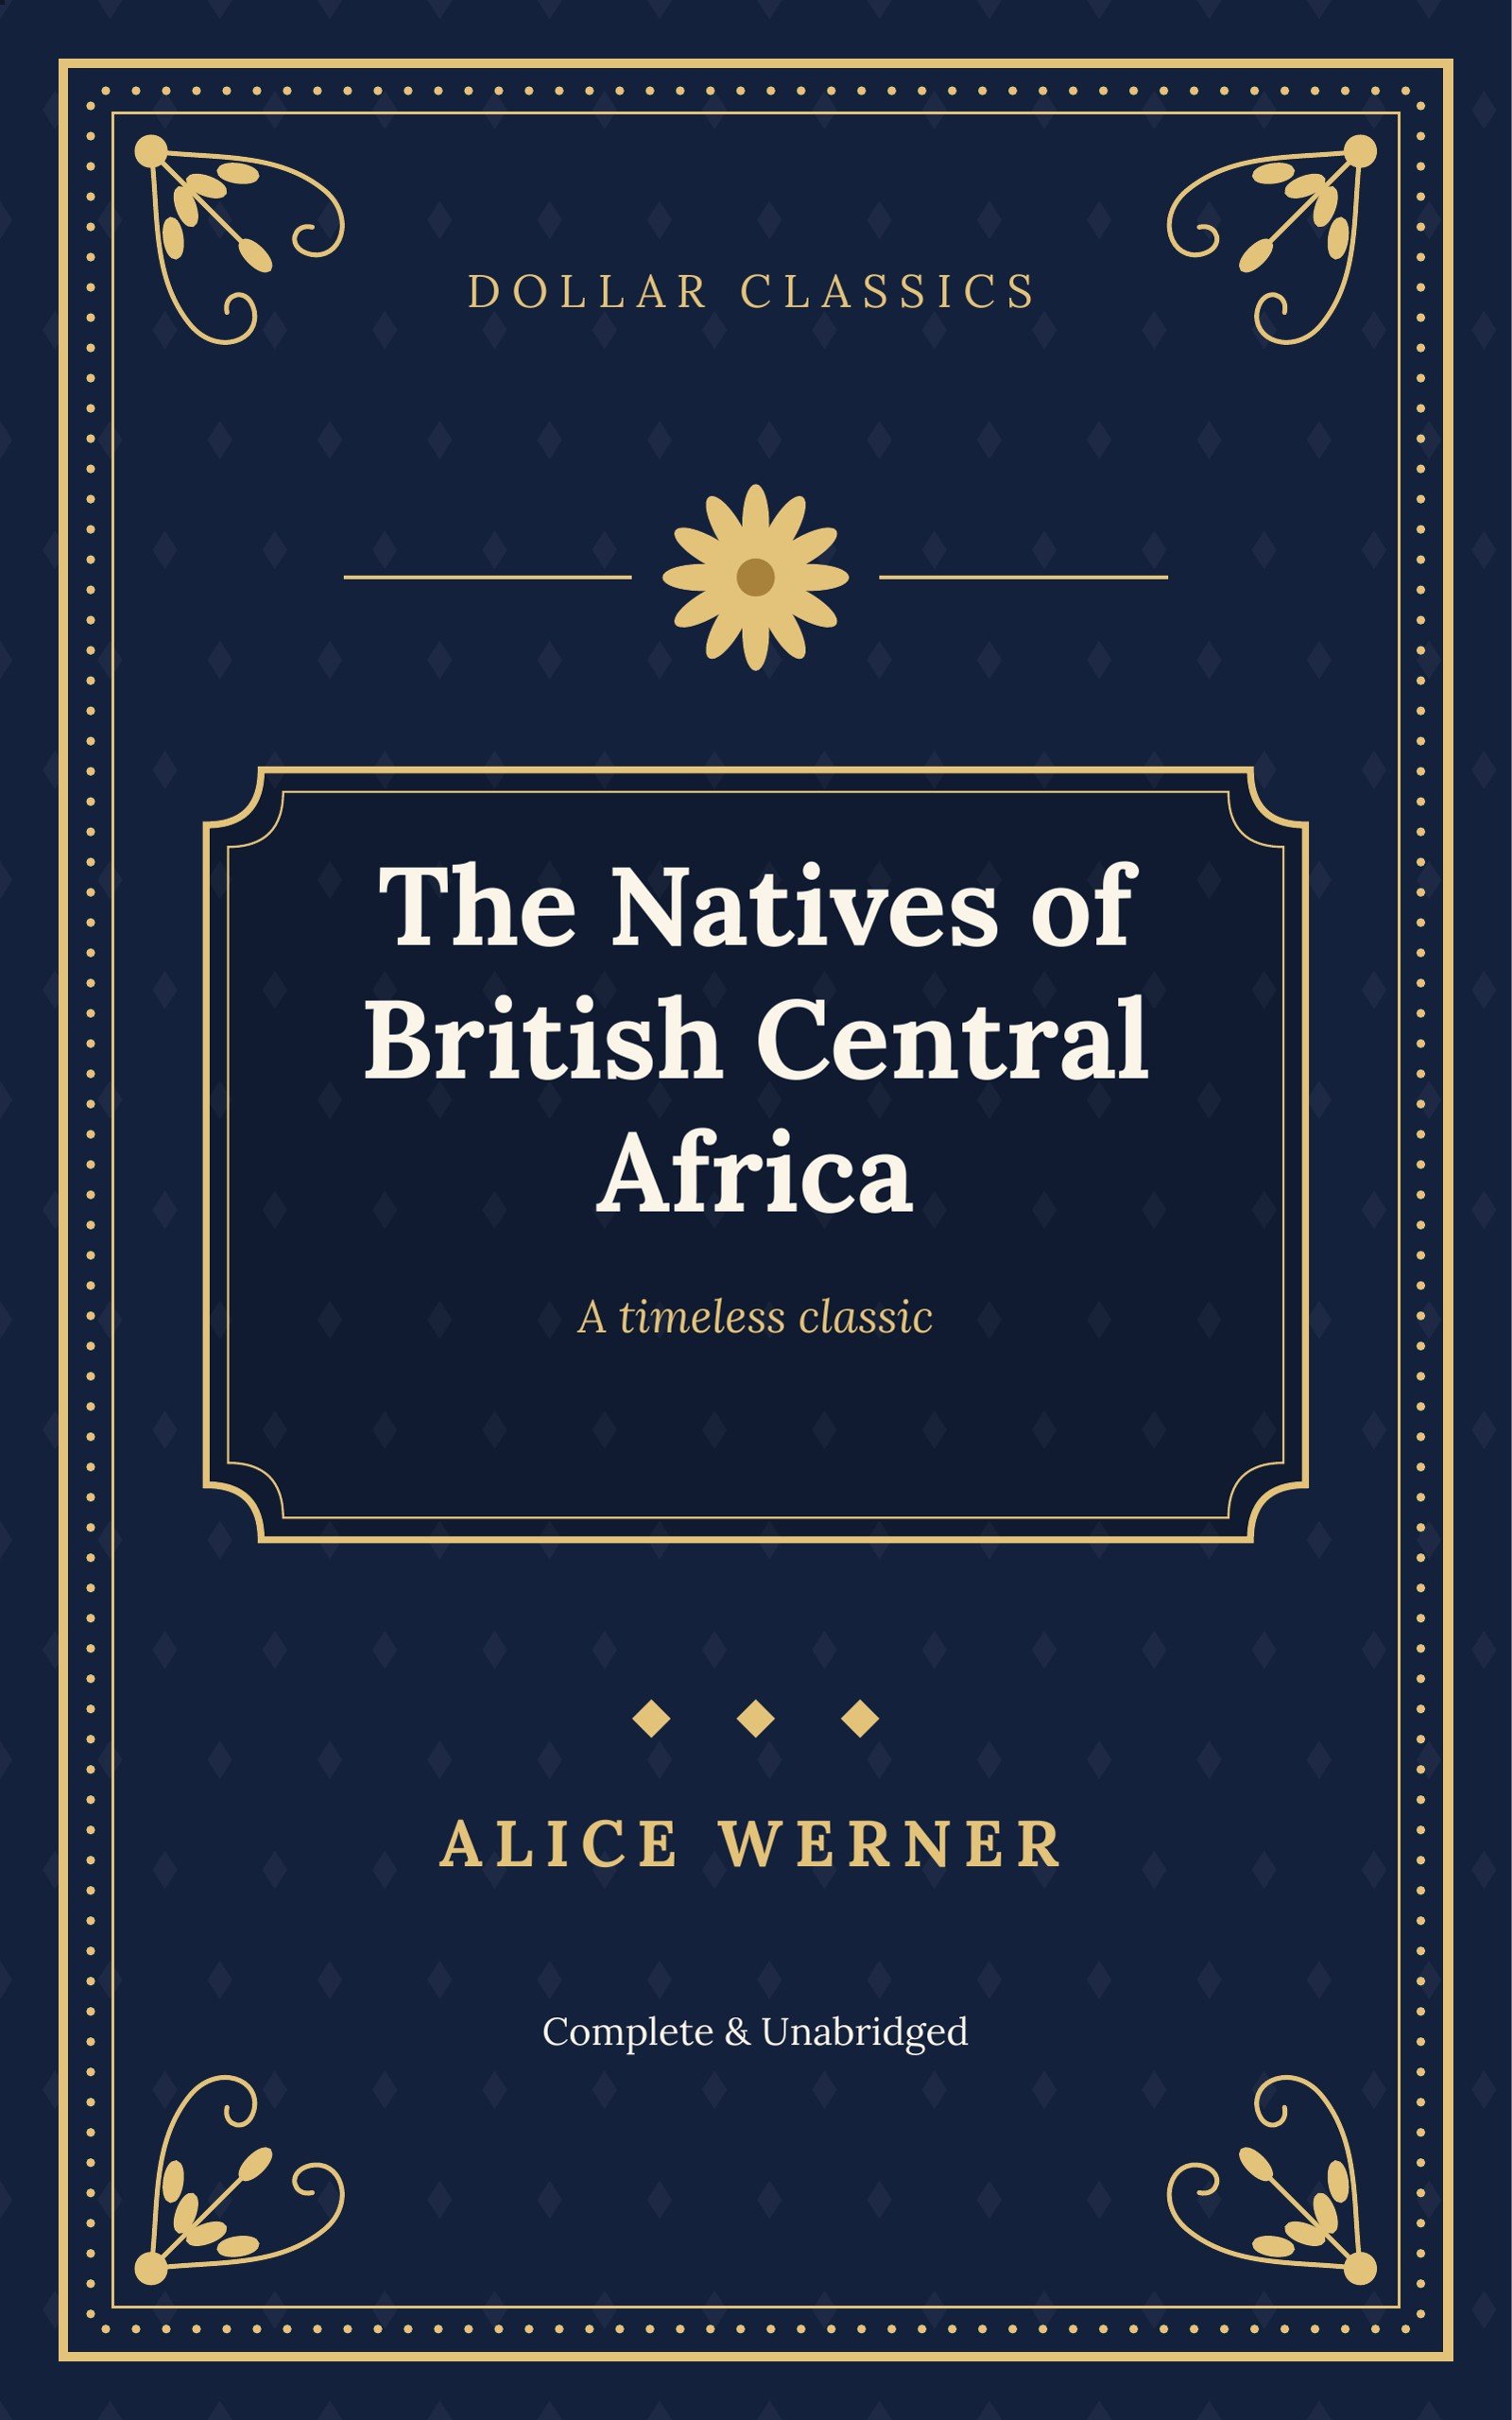 DOLLAR CLASSICS
The Natives of
British Central
Africa
A timeless classic
ALICE WERNER
Complete & Unabridged